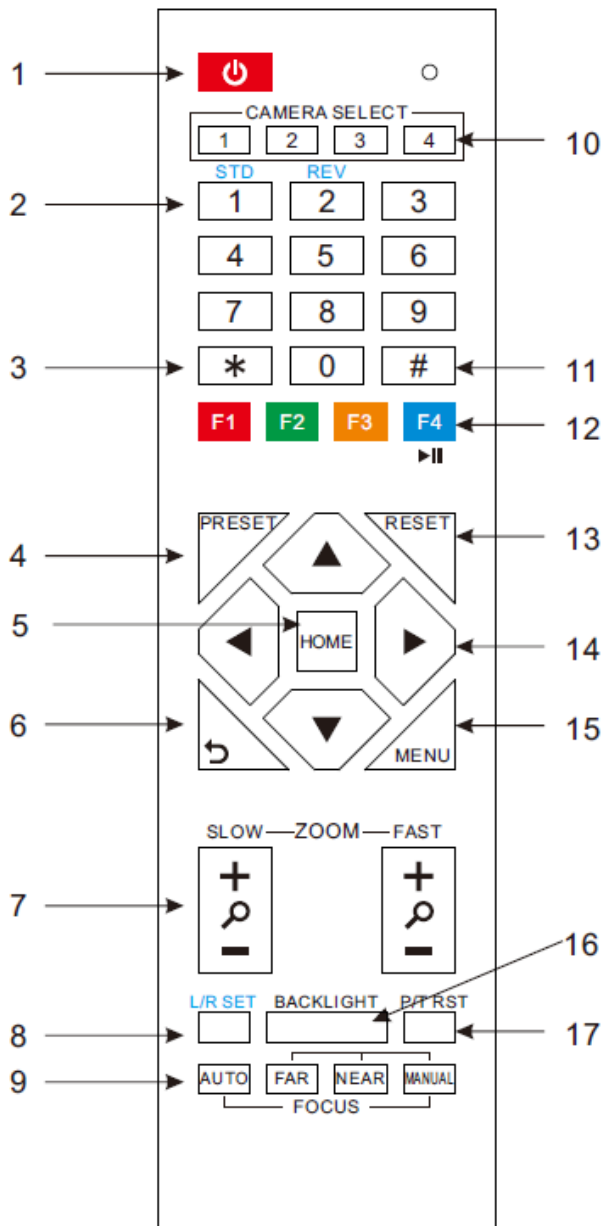 1
CAMERA SELECT
1 2 3 4
10
STD REV
2
1 2 3
4 5 6
7 8 9
3
* 0 #
11
F1 F2 F3 F4
12
PRESET RESET
4
13
5
HOME
14
6
MENU
15
SLOW ZOOM FAST
+ +
7
- -
16
L/R SET BACKLIGHT P/T RST
8
17
9
AUTO FAR NEAR MANUAL
FOCUS